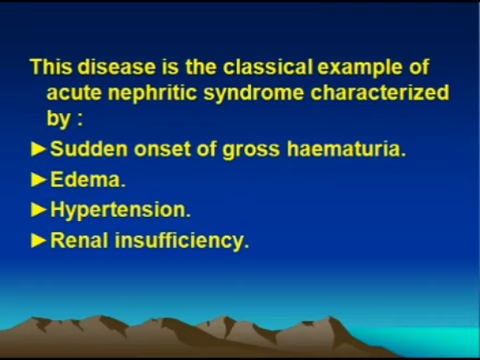 This disease is the classical example of
acute nephritic syndrome characterized
by :
►Sudden onset of gross haematuria.
►Edema.
►Hypertension.
►Renal insufficiency.